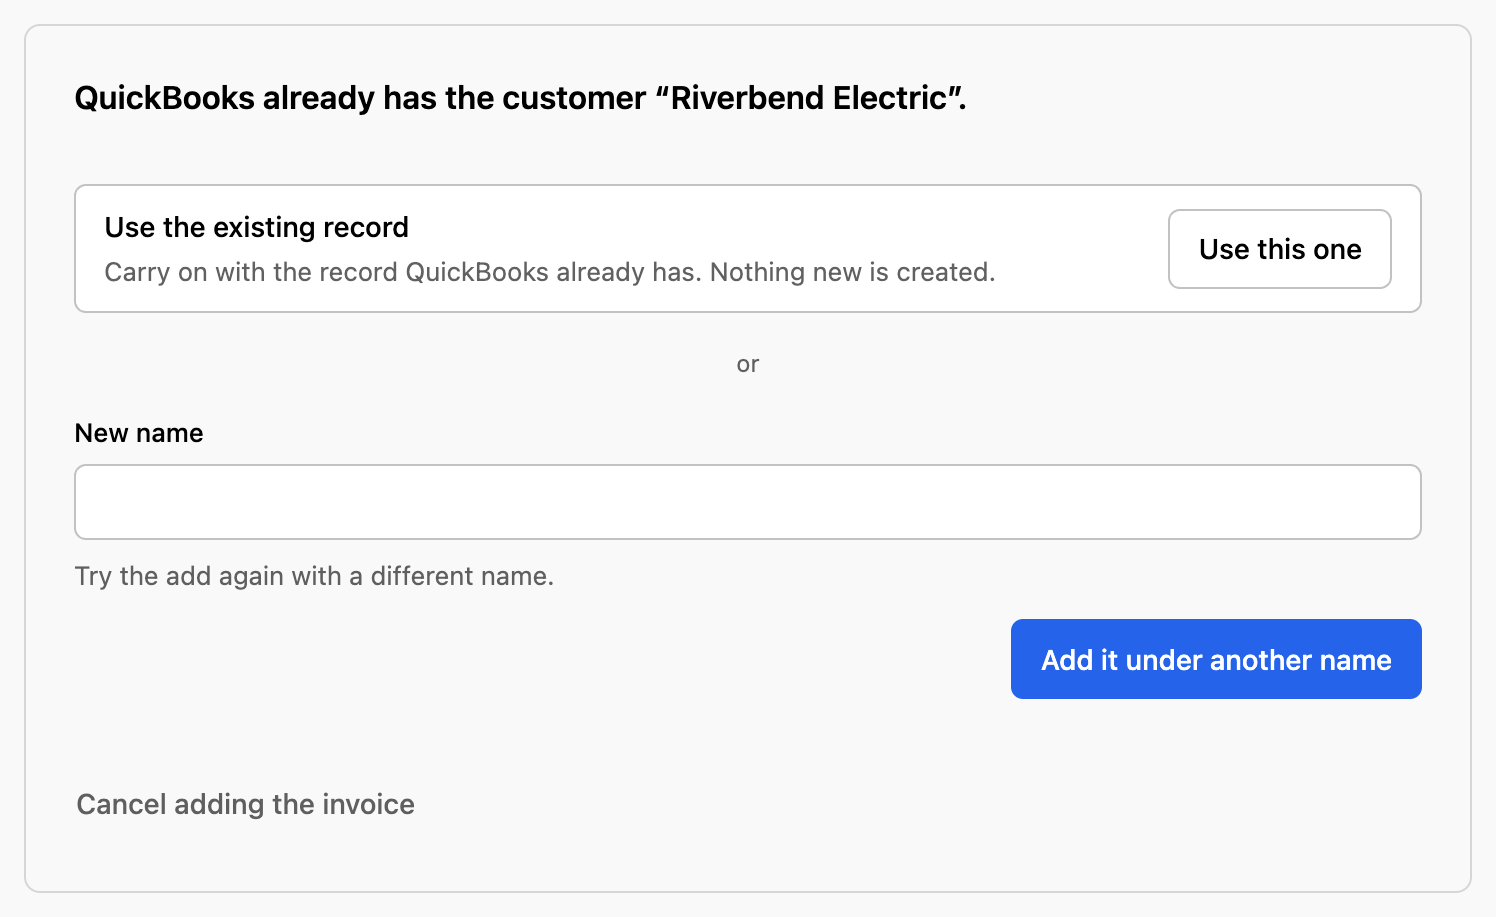 QuickBooks already has the customer “Riverbend Electric”.
Use the existing record
Carry on with the record QuickBooks already has. Nothing new is created.
Use this one
or
New name
Try the add again with a different name.
Add it under another name
Cancel adding the invoice